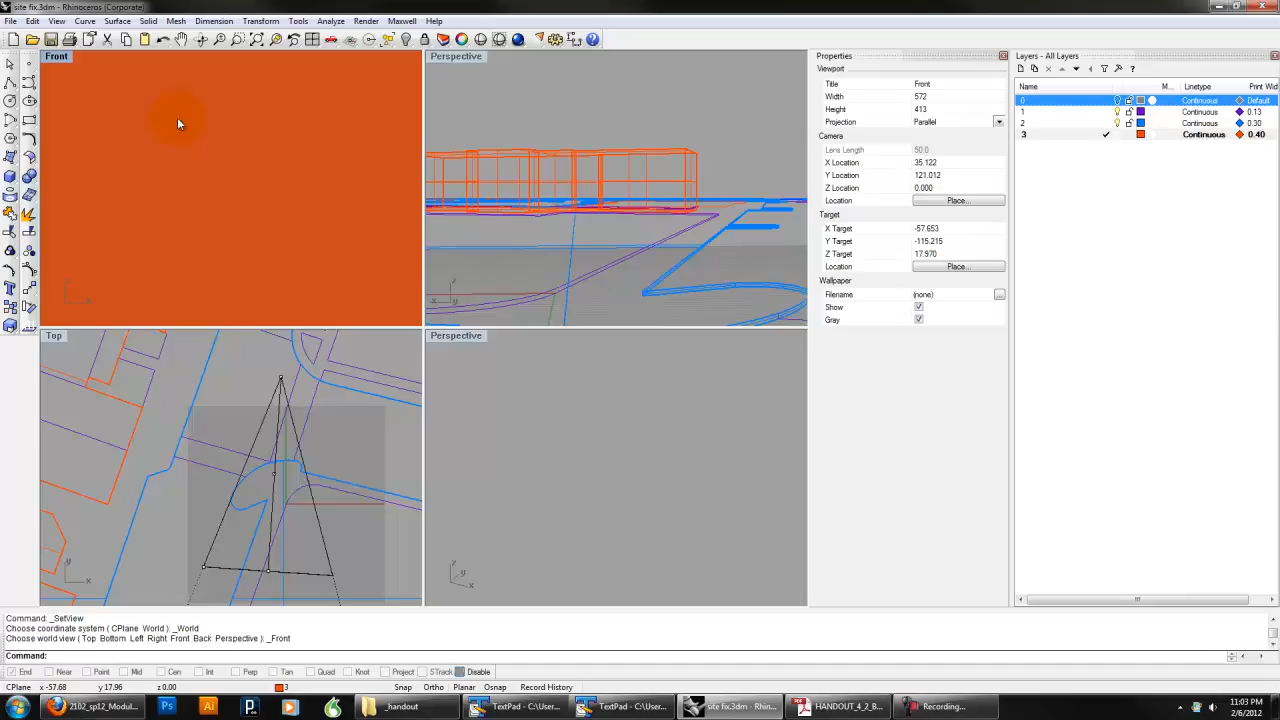 site fix.3dm - Rhinoceros (Corporate)
File Edit View Curve Surface Solid Mesh Dimension Transform Tools Analyze Render Maxwell Help
Front
Perspective
Properties
Layers - All Layers
Viewport
Title Front
Name M... Linetype Print Wid
Width 572
0 Continuous Default
Height 413
1 Continuous 0.13
Projection Parallel
2 Continuous 0.30
Camera
3 Continuous 0.40
Lens Length 50.0
X Location 35.122
Y Location 121.012
Z Location 0.000
Location Place...
Target
X Target -57.653
Y Target -115.215
Z Target 17.970
Location Place...
Wallpaper
Filename (none) ...
Show
Gray
x
z
x y
Top
Perspective
y
x
z
y
x
Command: _SetView
Choose coordinate system ( CPlane World ): _World
Choose world view ( Top Bottom Left Right Front Back Perspective ): _Front
Command:
End Near Point Mid Cen Int Perp Tan Quad Knot Project STrack Disable
CPlane x -57.68 y 17.96 z 0.00 3 Snap Ortho Planar Osnap Record History
2102_sp12_Modul... Ps Ai _handout TextPad - C:\User... TextPad - C:\User... site fix.3dm - Rhin... HANDOUT_4_2_B... Recording...
11:03 PM
2/6/2012